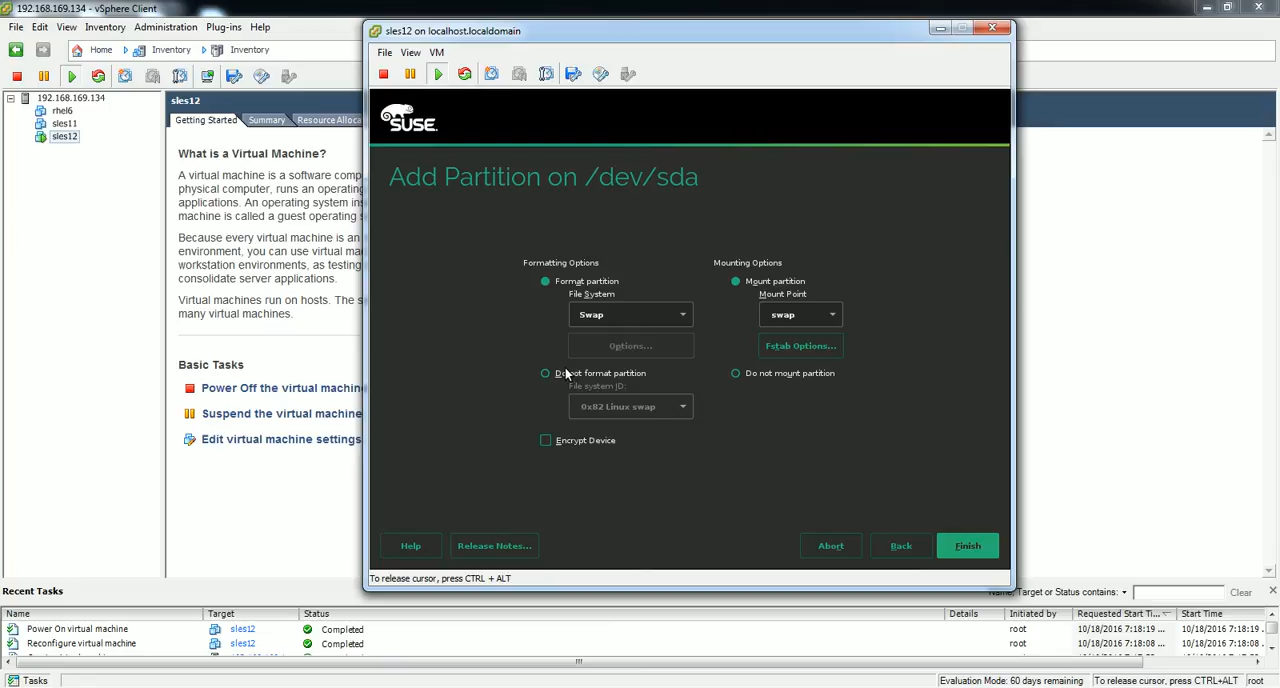 192.168.169.134 - vSphere Client
File Edit View Inventory Administration Plug-ins Help
Home Inventory Inventory
192.168.169.134
rhel6
sles11
sles12
sles12
Getting Started Summary Resource Alloca
What is a Virtual Machine?
A virtual machine is a software comp
physical computer, runs an operating
applications. An operating system ins
machine is called a guest operating s
Because every virtual machine is an
environment, you can use virtual ma
workstation environments, as testing
consolidate server applications.
Virtual machines run on hosts. The s
many virtual machines.
Basic Tasks
Power Off the virtual machin
Suspend the virtual machine
Edit virtual machine settings
sles12 on localhost.localdomain
File View VM
SUSE
Add Partition on /dev/sda
Formatting Options
Format partition
File System
Swap
Options...
Do not format partition
File system ID:
0x82 Linux swap
Encrypt Device
Mounting Options
Mount partition
Mount Point
swap
Fstab Options...
Do not mount partition
Help Release Notes... Abort Back Finish
To release cursor, press CTRL + ALT
Recent Tasks
Name, Target or Status contains: Clear
Name Target Status Details Initiated by Requested Start Ti... Start Time
Power On virtual machine sles12 Completed root 10/18/2016 7:18:19 ... 10/18/2016 7:18:19 .
Reconfigure virtual machine sles12 Completed root 10/18/2016 7:18:08 ... 10/18/2016 7:18:08 .
Tasks Evaluation Mode: 60 days remaining To release cursor, press CTRL+ALT root